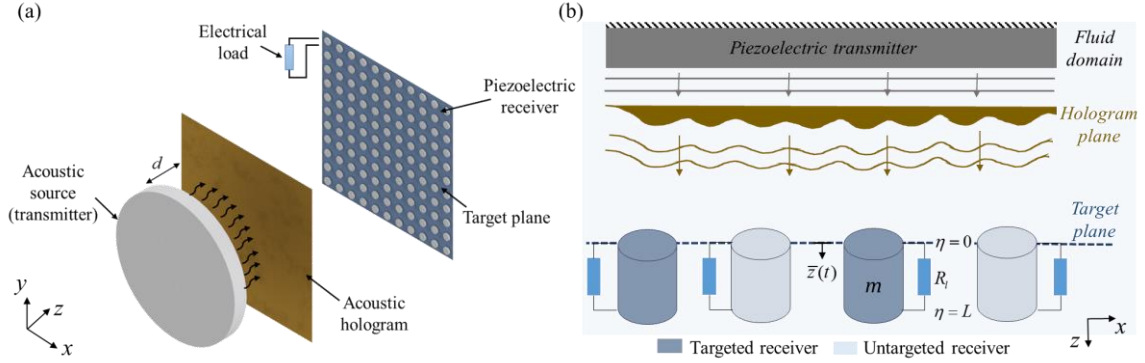 (a)
Electrical
load
Piezoelectric
receiver
d
Acoustic
source
(transmitter)
Target plane
Acoustic
hologram
y
z
x
(b)
Piezoelectric transmitter
Fluid
domain
Hologram
plane
Target
plane
η = 0
z̅(t)
m
R_l
η = L
x
z
Targeted receiver
Untargeted receiver